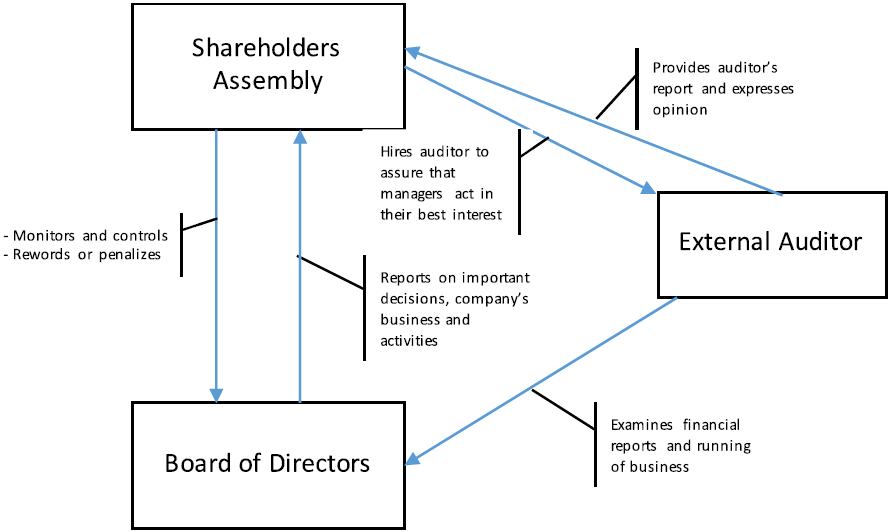 Shareholders
Assembly
Provides auditor's
report and expresses
opinion
Hires auditor to
assure that
managers act in
their best interest
External Auditor
- Monitors and controls
- Rewords or penalizes
Reports on important
decisions, company's
business and
activities
Board of Directors
Examines financial
reports and running
of business